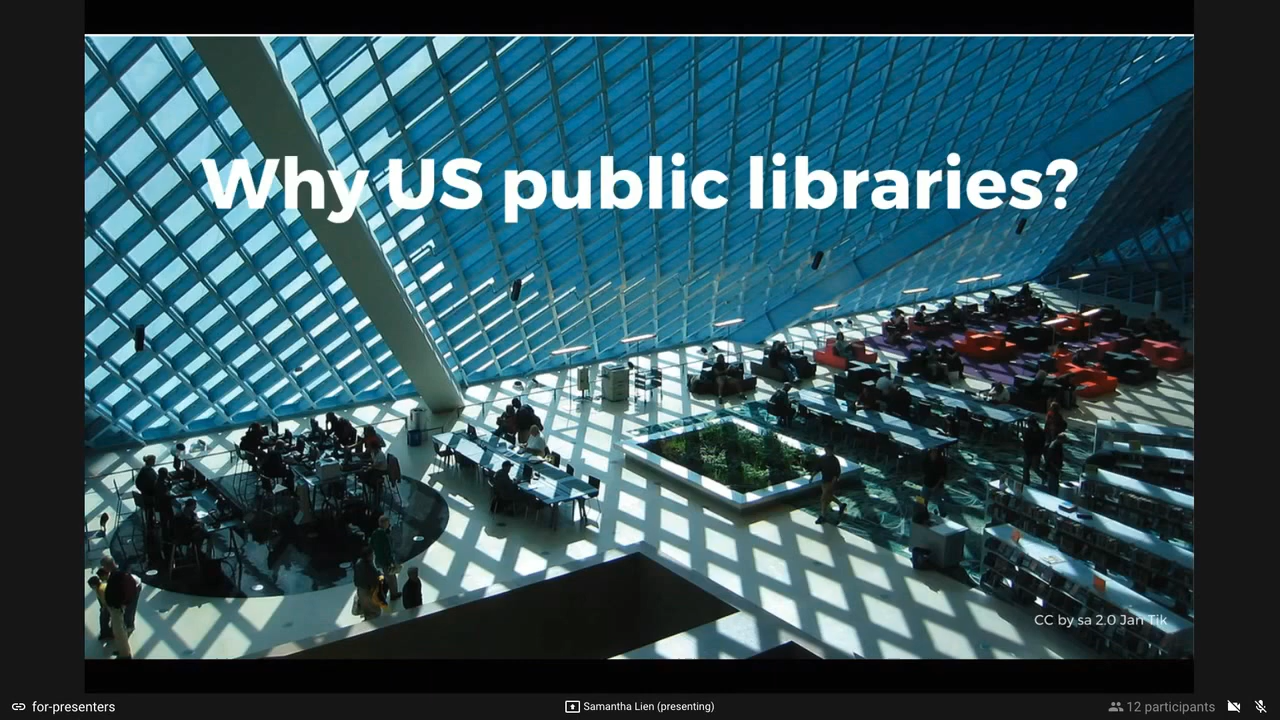 Why US public libraries?
CC by sa 2.0 Jan Tik
for-presenters
Samantha Lien (presenting)
12 participants